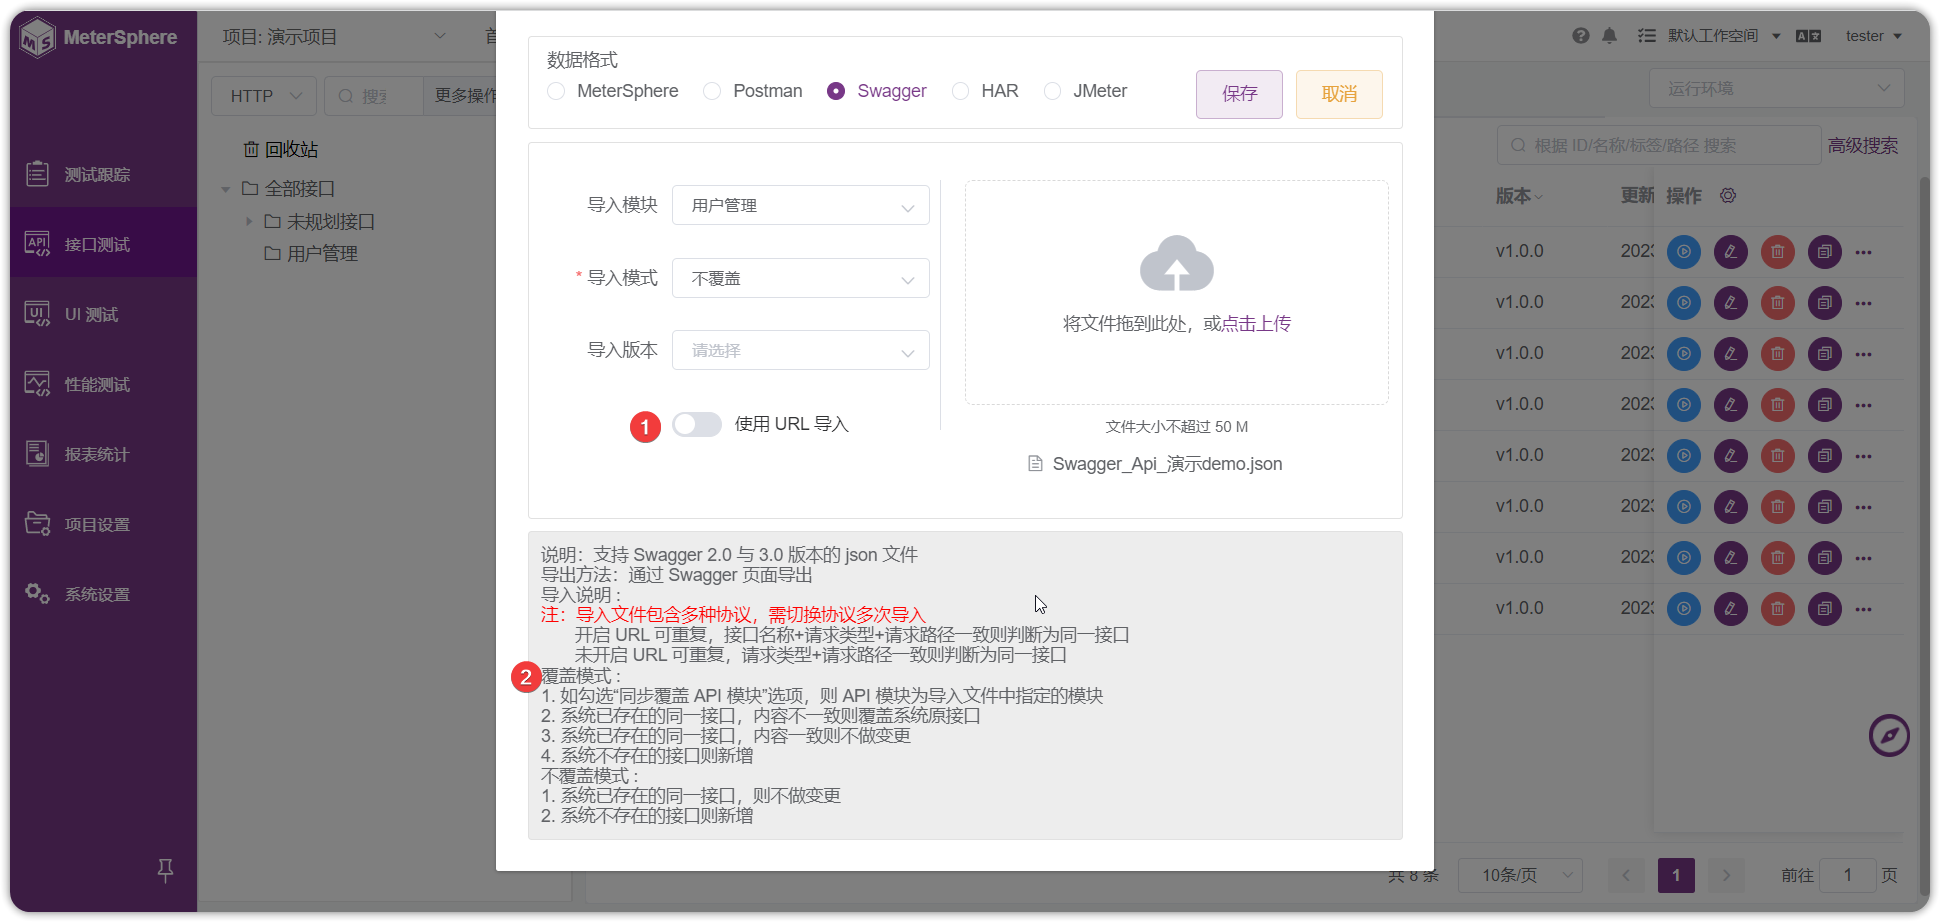 MeterSphere
项目: 演示项目
首
默认工作空间
tester
测试跟踪
接口测试
UI 测试
性能测试
报表统计
项目设置
系统设置
HTTP
搜索
更多操作
回收站
全部接口
未规划接口
用户管理
数据格式
MeterSphere
Postman
Swagger
HAR
JMeter
保存
取消
导入模块
用户管理
* 导入模式
不覆盖
导入版本
请选择
1
使用 URL 导入
将文件拖到此处，或点击上传
文件大小不超过 50 M
Swagger_Api_演示demo.json
说明：支持 Swagger 2.0 与 3.0 版本的 json 文件
导出方法：通过 Swagger 页面导出
导入说明 :
注：导入文件包含多种协议，需切换协议多次导入
开启 URL 可重复，接口名称+请求类型+请求路径一致则判断为同一接口
未开启 URL 可重复，请求类型+请求路径一致则判断为同一接口
2
覆盖模式 :
1. 如勾选“同步覆盖 API 模块”选项，则 API 模块为导入文件中指定的模块
2. 系统已存在的同一接口，内容不一致则覆盖系统原接口
3. 系统已存在的同一接口，内容一致则不做变更
4. 系统不存在的接口则新增
不覆盖模式 :
1. 系统已存在的同一接口，则不做变更
2. 系统不存在的接口则新增
运行环境
根据 ID/名称/标签/路径 搜索
高级搜索
版本
更新
操作
v1.0.0 2023
v1.0.0 2023
v1.0.0 2023
v1.0.0 2023
v1.0.0 2023
v1.0.0 2023
v1.0.0 2023
v1.0.0 2023
共 8 条
10条/页
1
前往 1 页